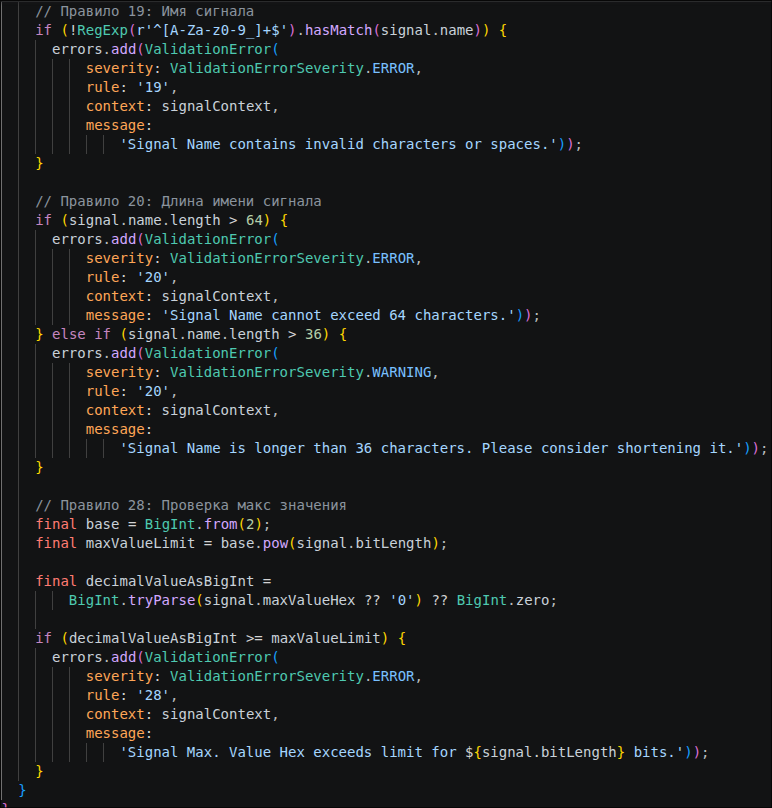 // Правило 19: Имя сигнала
if (!RegExp(r'^[A-Za-z0-9_]+$').hasMatch(signal.name)) {
errors.add(ValidationError(
severity: ValidationErrorSeverity.ERROR,
rule: '19',
context: signalContext,
message:
'Signal Name contains invalid characters or spaces.'));
}
// Правило 20: Длина имени сигнала
if (signal.name.length > 64) {
errors.add(ValidationError(
severity: ValidationErrorSeverity.ERROR,
rule: '20',
context: signalContext,
message: 'Signal Name cannot exceed 64 characters.'));
} else if (signal.name.length > 36) {
errors.add(ValidationError(
severity: ValidationErrorSeverity.WARNING,
rule: '20',
context: signalContext,
message:
'Signal Name is longer than 36 characters. Please consider shortening it.'));
}
// Правило 28: Проверка макс значения
final base = BigInt.from(2);
final maxValueLimit = base.pow(signal.bitLength);
final decimalValueAsBigInt =
BigInt.tryParse(signal.maxValueHex ?? '0') ?? BigInt.zero;
if (decimalValueAsBigInt >= maxValueLimit) {
errors.add(ValidationError(
severity: ValidationErrorSeverity.ERROR,
rule: '28',
context: signalContext,
message:
'Signal Max. Value Hex exceeds limit for ${signal.bitLength} bits.'));
}
}